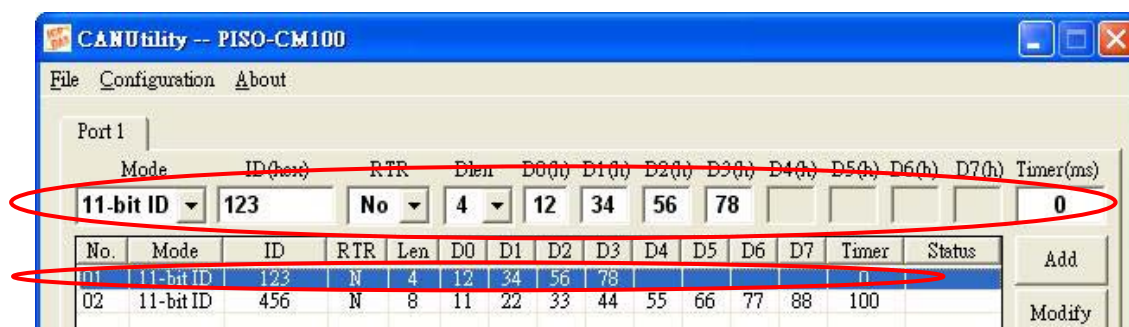 CANUtility -- PISO-CM100
File Configuration About
Port 1
Mode ID(hex) RTR Dlen D0(h) D1(h) D2(h) D3(h) D4(h) D5(h) D6(h) D7(h) Timer(ms)
11-bit ID 123 No 4 12 34 56 78 0
No. Mode ID RTR Len D0 D1 D2 D3 D4 D5 D6 D7 Timer Status
Add
01 11-bit ID 123 N 4 12 34 56 78 0
02 11-bit ID 456 N 8 11 22 33 44 55 66 77 88 100
Modify